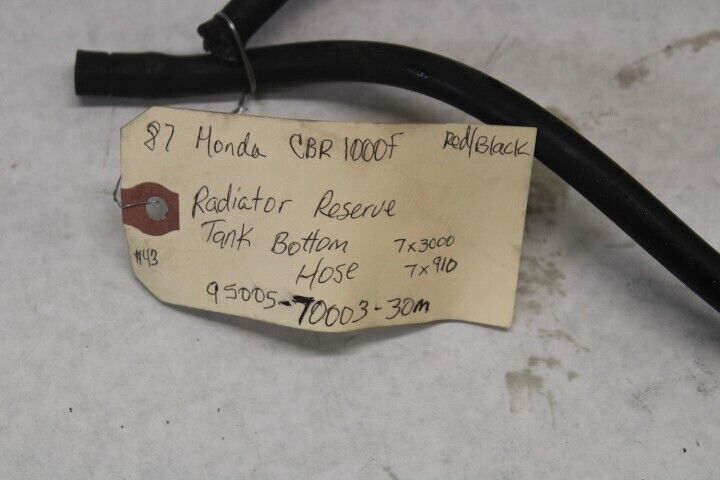 87 Honda CBR 1000F Red/Black
Radiator Reserve
Tank Bottom 7x3000
Hose 7x910
#43
95005-70003-30m